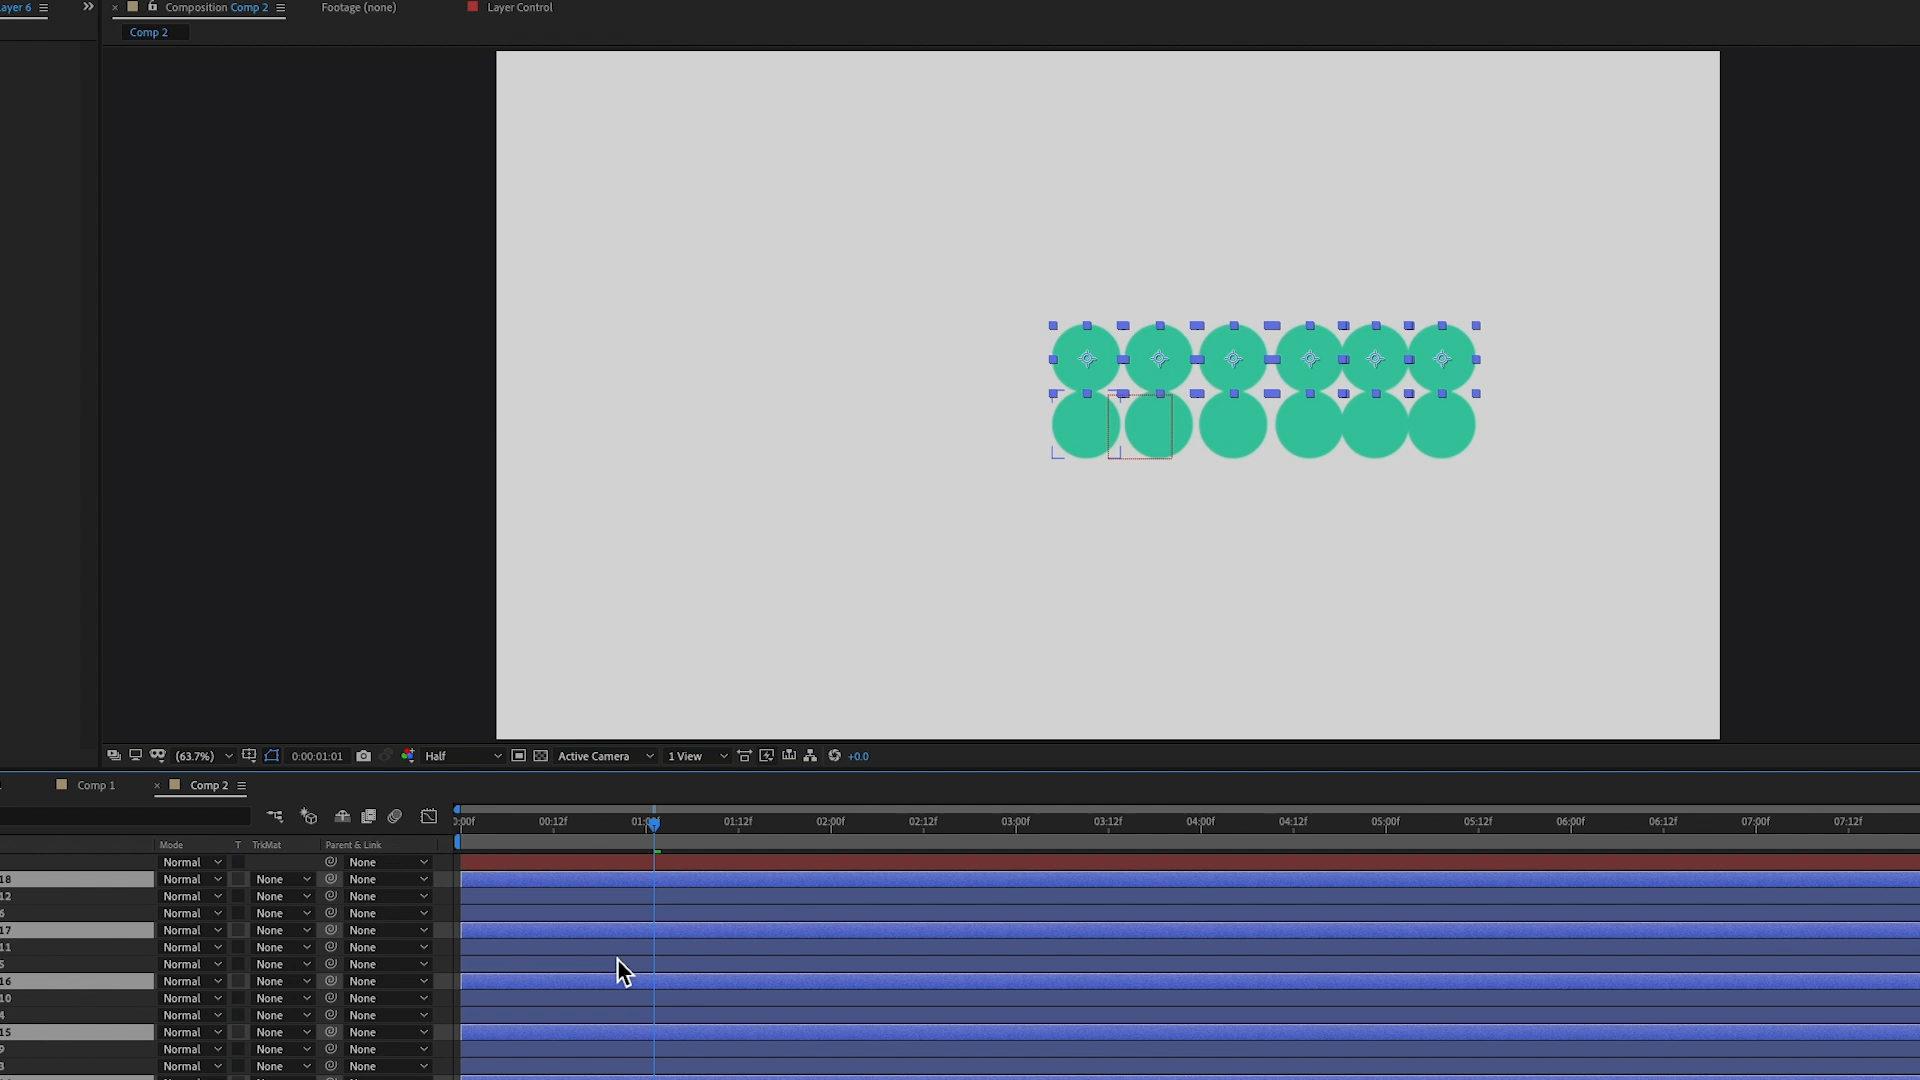 ayer 6
Composition Comp 2
Footage (none)
Layer Control
Comp 2
(63.7%)
0:00:01:01
Half
Active Camera
1 View
+0.0
Comp 1
Comp 2
:00f 00:12f 01:00f 01:12f 02:00f 02:12f 03:00f 03:12f 04:00f 04:12f 05:00f 05:12f 06:00f 06:12f 07:00f 07:12f
Mode T TrkMat Parent & Link
Normal None
18 Normal None None
12 Normal None None
6 Normal None None
17 Normal None None
11 Normal None None
5 Normal None None
16 Normal None None
10 Normal None None
4 Normal None None
15 Normal None None
9 Normal None None
3 Normal None None